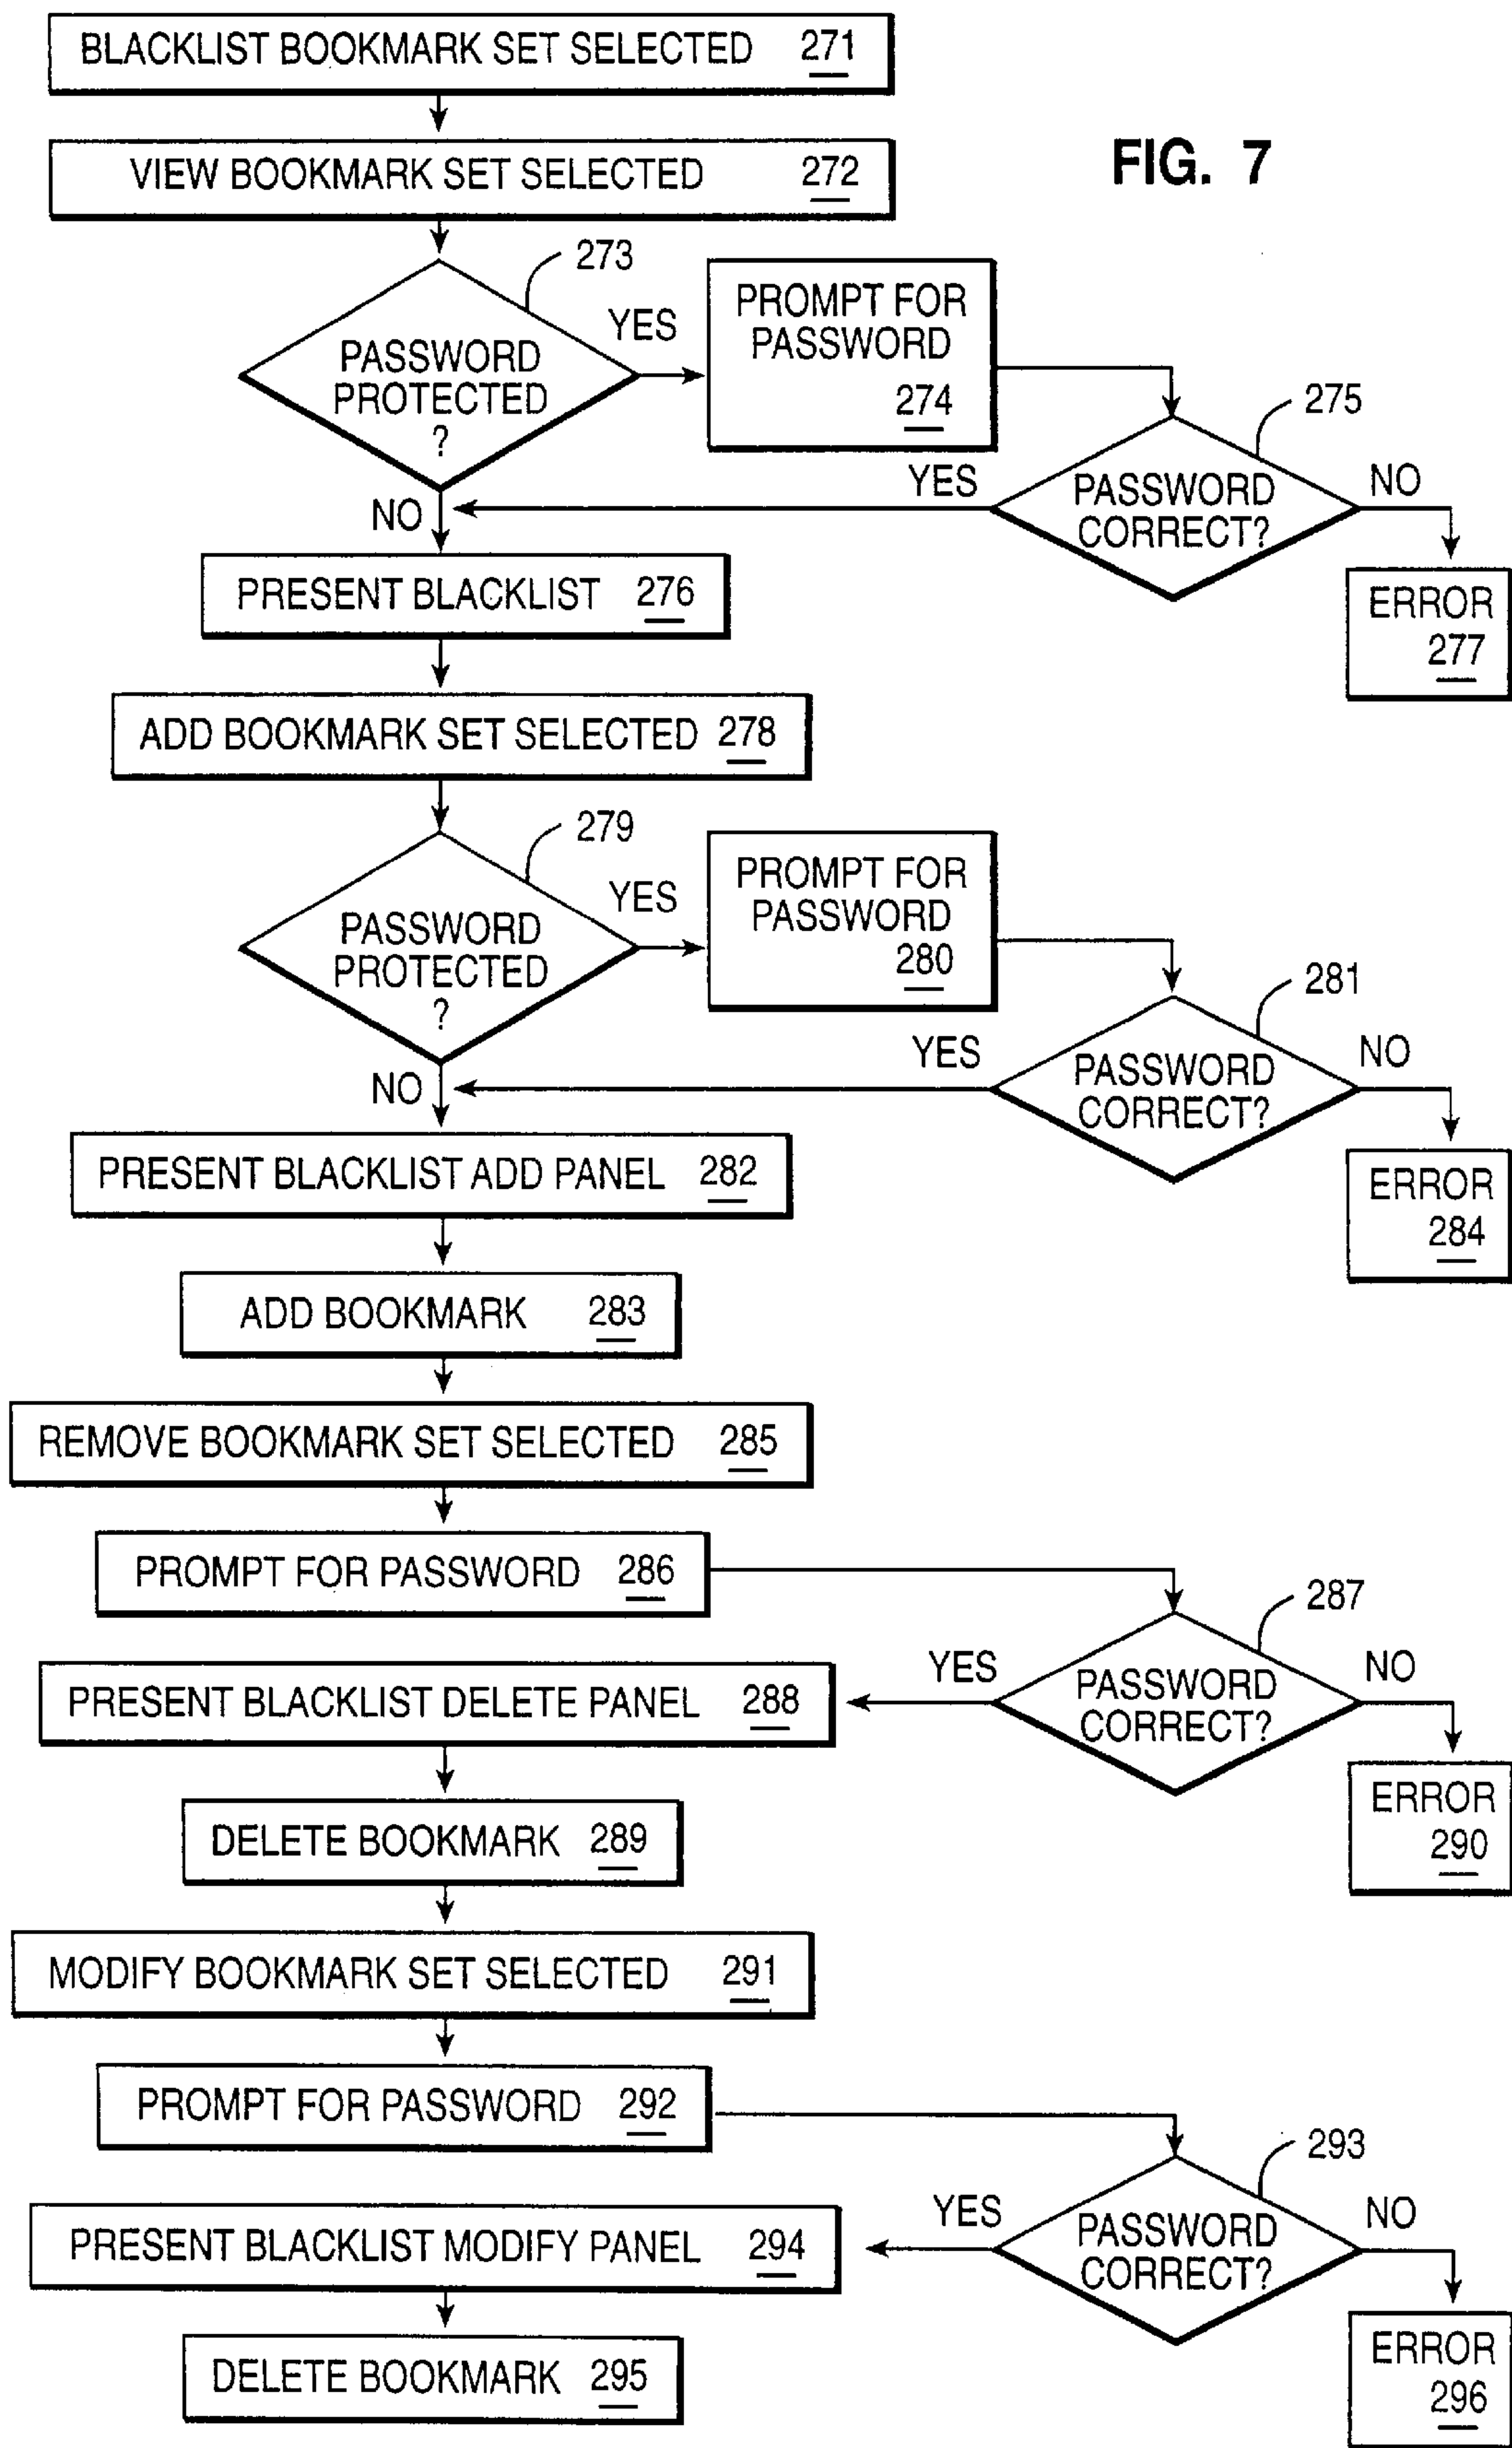 BLACKLIST BOOKMARK SET SELECTED 271
VIEW BOOKMARK SET SELECTED 272
FIG. 7
273
PASSWORD
PROTECTED
?
YES
PROMPT FOR
PASSWORD
274
275
PASSWORD
CORRECT?
YES
NO
NO
ERROR
277
PRESENT BLACKLIST 276
ADD BOOKMARK SET SELECTED 278
279
PASSWORD
PROTECTED
?
YES
PROMPT FOR
PASSWORD
280
281
PASSWORD
CORRECT?
YES
NO
NO
ERROR
284
PRESENT BLACKLIST ADD PANEL 282
ADD BOOKMARK 283
REMOVE BOOKMARK SET SELECTED 285
PROMPT FOR PASSWORD 286
287
PASSWORD
CORRECT?
YES
NO
PRESENT BLACKLIST DELETE PANEL 288
ERROR
290
DELETE BOOKMARK 289
MODIFY BOOKMARK SET SELECTED 291
PROMPT FOR PASSWORD 292
293
PASSWORD
CORRECT?
YES
NO
PRESENT BLACKLIST MODIFY PANEL 294
ERROR
296
DELETE BOOKMARK 295